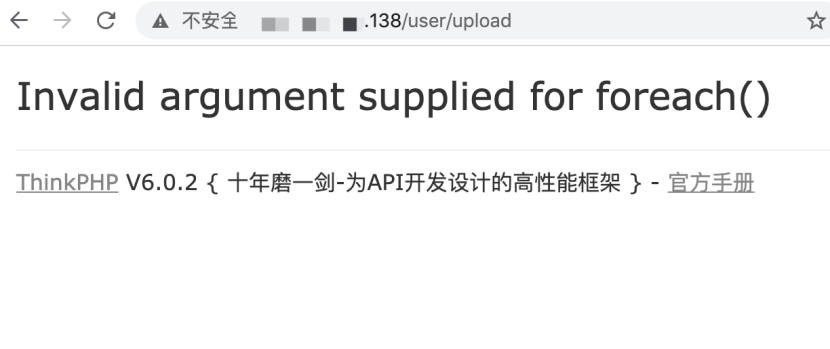 不安全 .138/user/upload
Invalid argument supplied for foreach()
ThinkPHP V6.0.2 { 十年磨一剑-为API开发设计的高性能框架 } - 官方手册